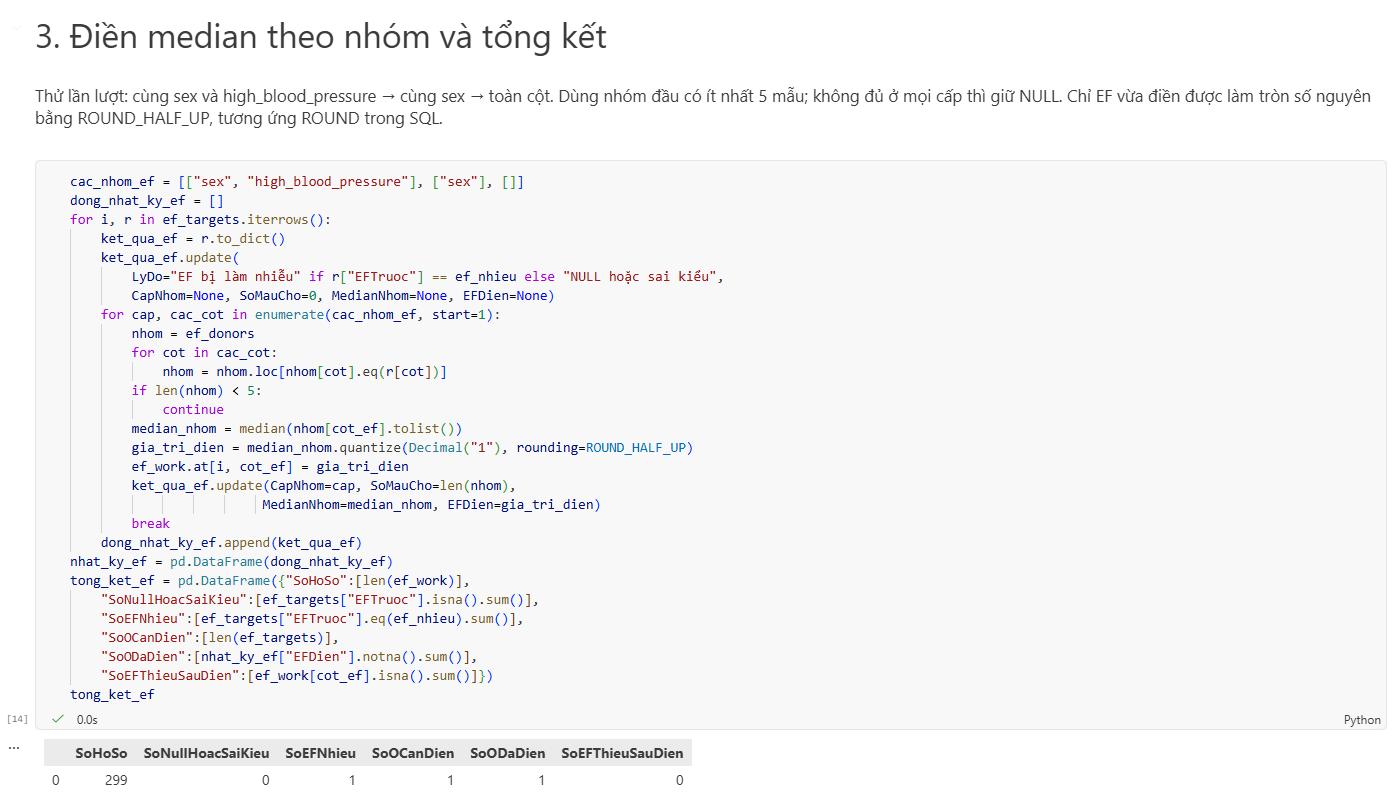 3. Điền median theo nhóm và tổng kết
Thử lần lượt: cùng sex và high_blood_pressure → cùng sex → toàn cột. Dùng nhóm đầu có ít nhất 5 mẫu; không đủ ở mọi cấp thì giữ NULL. Chỉ EF vừa điền được làm tròn số nguyên
bằng ROUND_HALF_UP, tương ứng ROUND trong SQL.
cac_nhom_ef = [["sex", "high_blood_pressure"], ["sex"], []]
dong_nhat_ky_ef = []
for i, r in ef_targets.iterrows():
    ket_qua_ef = r.to_dict()
    ket_qua_ef.update(
        LyDo="EF bị làm nhiễu" if r["EFTruoc"] == ef_nhieu else "NULL hoặc sai kiểu",
        CapNhom=None, SoMauCho=0, MedianNhom=None, EFDien=None)
    for cap, cac_cot in enumerate(cac_nhom_ef, start=1):
        nhom = ef_donors
        for cot in cac_cot:
            nhom = nhom.loc[nhom[cot].eq(r[cot])]
        if len(nhom) < 5:
            continue
        median_nhom = median(nhom[cot_ef].tolist())
        gia_tri_dien = median_nhom.quantize(Decimal("1"), rounding=ROUND_HALF_UP)
        ef_work.at[i, cot_ef] = gia_tri_dien
        ket_qua_ef.update(CapNhom=cap, SoMauCho=len(nhom),
                         MedianNhom=median_nhom, EFDien=gia_tri_dien)
        break
    dong_nhat_ky_ef.append(ket_qua_ef)
nhat_ky_ef = pd.DataFrame(dong_nhat_ky_ef)
tong_ket_ef = pd.DataFrame({"SoHoSo":[len(ef_work)],
    "SoNullHoacSaiKieu":[ef_targets["EFTruoc"].isna().sum()],
    "SoEFNhieu":[ef_targets["EFTruoc"].eq(ef_nhieu).sum()],
    "SoOCanDien":[len(ef_targets)],
    "SoODaDien":[nhat_ky_ef["EFDien"].notna().sum()],
    "SoEFThieuSauDien":[ef_work[cot_ef].isna().sum()]})
tong_ket_ef
[14] ✓ 0.0s Python
... SoHoSo SoNullHoacSaiKieu SoEFNhieu SoOCanDien SoODaDien SoEFThieuSauDien
0 299 0 1 1 1 0